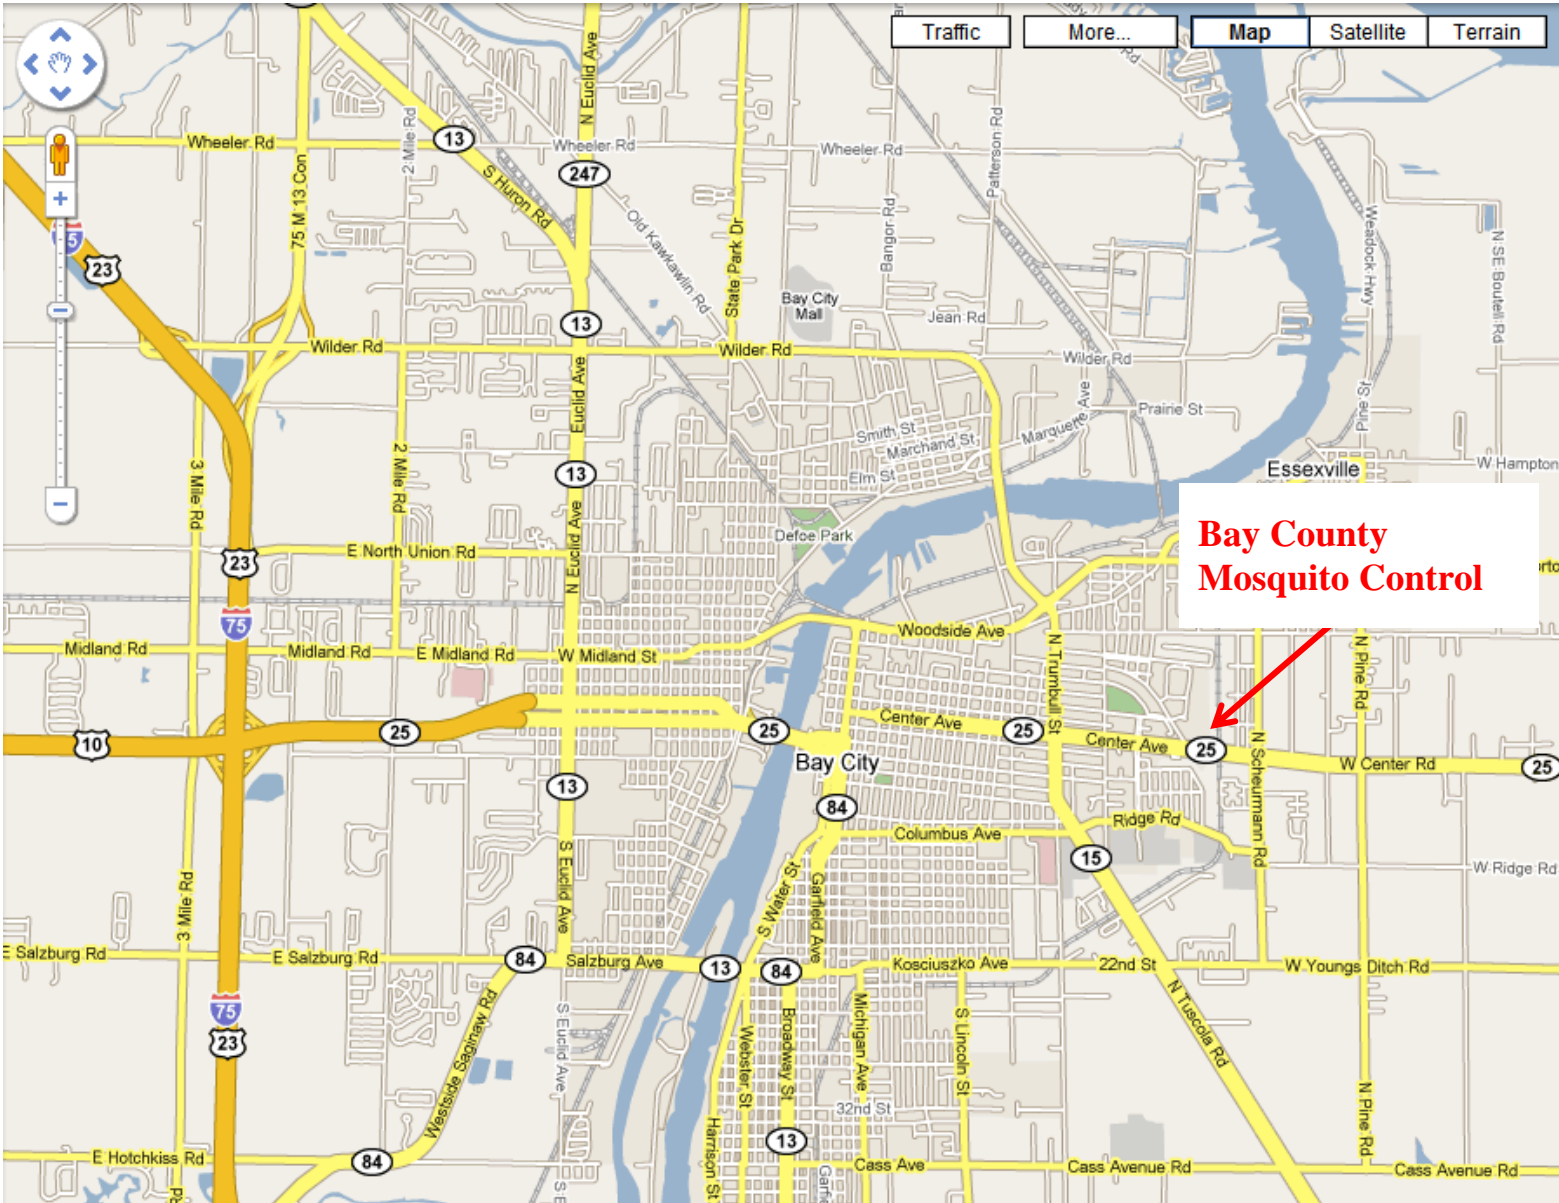 Traffic
More...
Map
Satellite
Terrain
N Euclid Ave
Wheeler Rd
13
2 Mile Rd
Wheeler Rd
Wheeler Rd
Patterson Rd
247
75 M 13 Con
S Huron Rd
Old Kawkawlin Rd
State Park Dr
Bangor Rd
Weadock Hwy
N SE Boutell Rd
23
Bay City
Mall
Jean Rd
13
Wilder Rd
Wilder Rd
Wilder Rd
Euclid Ave
Pine St
Prairie St
Marquette Ave
Smith St
Marchand St
Elm St
3 Mile Rd
2 Mile Rd
13
Essexville
W Hampton
Defoe Park
N Euclid Ave
E North Union Rd
23
75
Bay County
Mosquito Control
Midland Rd
Midland Rd
E Midland Rd
W Midland St
Woodside Ave
N Trumbull St
N Pine Rd
10
25
25
Center Ave
25
Center Ave
25
W Center Rd
25
Bay City
N Scheurmann Rd
13
84
Columbus Ave
Ridge Rd
15
W Ridge Rd
S Euclid Ave
S Water St
Garfield Ave
3 Mile Rd
E Salzburg Rd
E Salzburg Rd
84
Salzburg Ave
13
84
Kosciuszko Ave
22nd St
W Youngs Ditch Rd
75
23
Westside Saginaw Rd
S Euclid Ave
Webster St
Broadway St
Michigan Ave
S Lincoln St
N Tuscola Rd
N Pine Rd
32nd St
Harrison St
13
E Hotchkiss Rd
84
Cass Ave
Cass Avenue Rd
Cass Avenue Rd